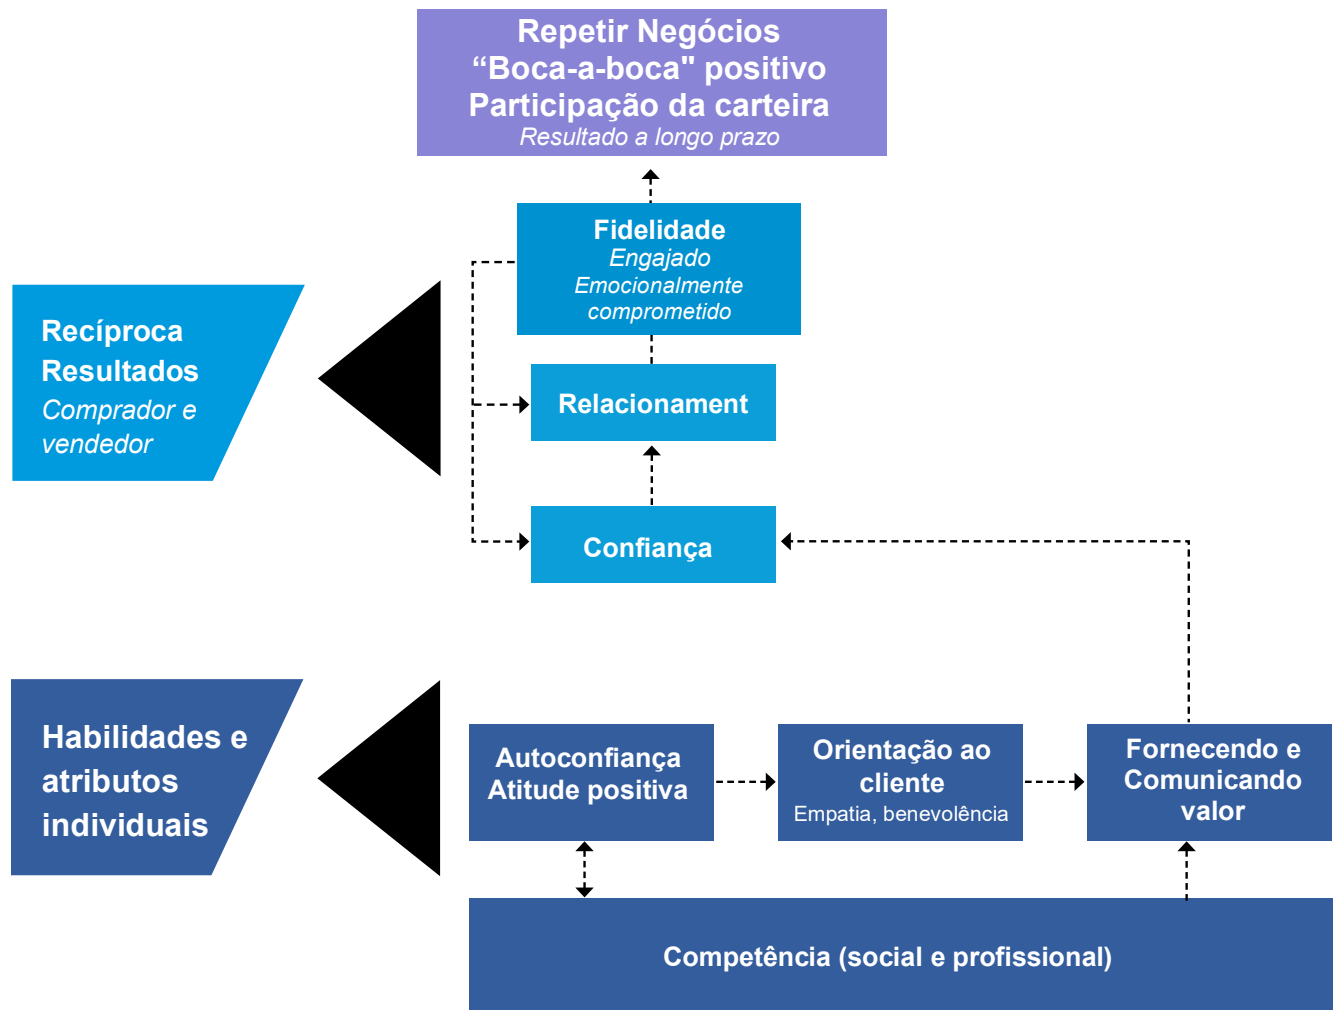 Repetir Negócios
“Boca-a-boca" positivo
Participação da carteira
Resultado a longo prazo
Fidelidade
Engajado
Emocionalmente
comprometido
Recíproca
Resultados
Comprador e
vendedor
Relacionament
Confiança
Habilidades e
atributos
individuais
Autoconfiança
Atitude positiva
Orientação ao
cliente
Empatia, benevolência
Fornecendo e
Comunicando
valor
Competência (social e profissional)